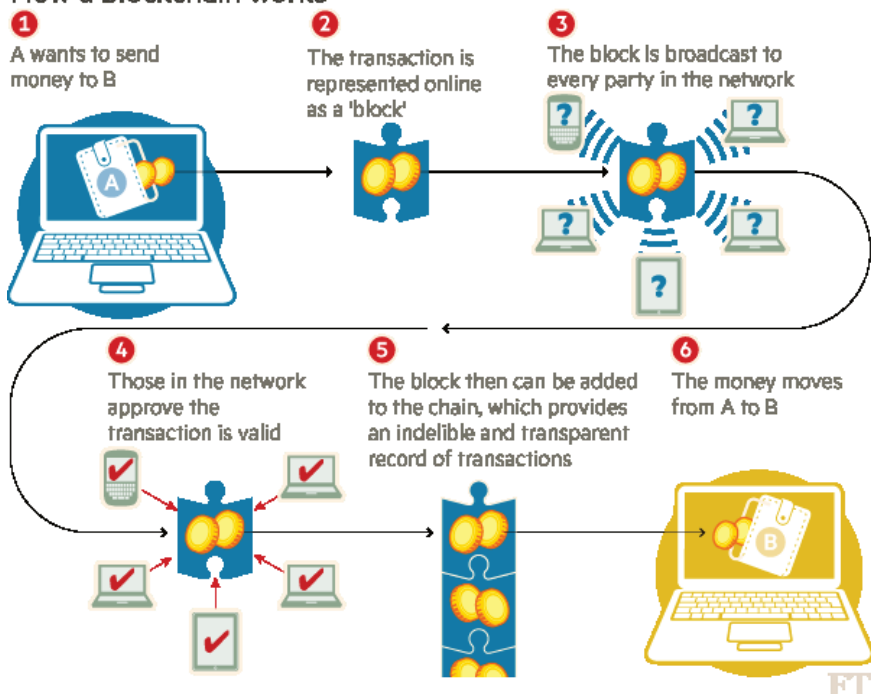 How a blockchain works
1
A wants to send
money to B
2
The transaction is
represented online
as a 'block'
3
The block is broadcast to
every party in the network
A
?
?
?
?
?
4
Those in the network
approve the
transaction is valid
5
The block then can be added
to the chain, which provides
an indelible and transparent
record of transactions
6
The money moves
from A to B
B
FT